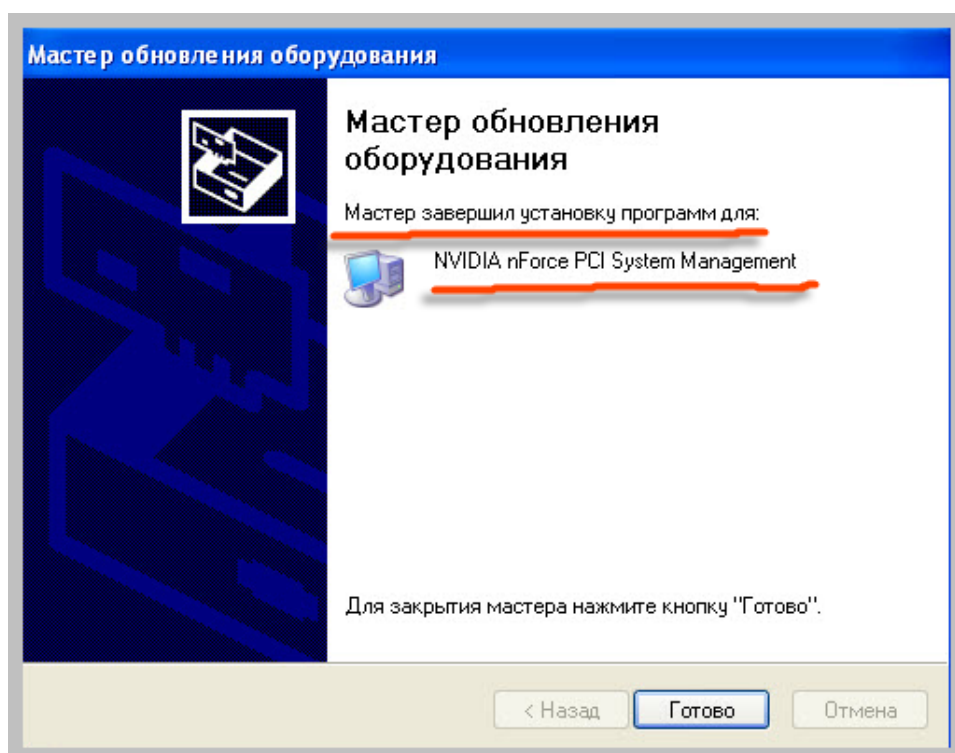 Мастер обновления оборудования
Мастер обновления
оборудования
Мастер завершил установку программ для:
NVIDIA nForce PCI System Management
Для закрытия мастера нажмите кнопку "Готово".
< Назад Готово Отмена